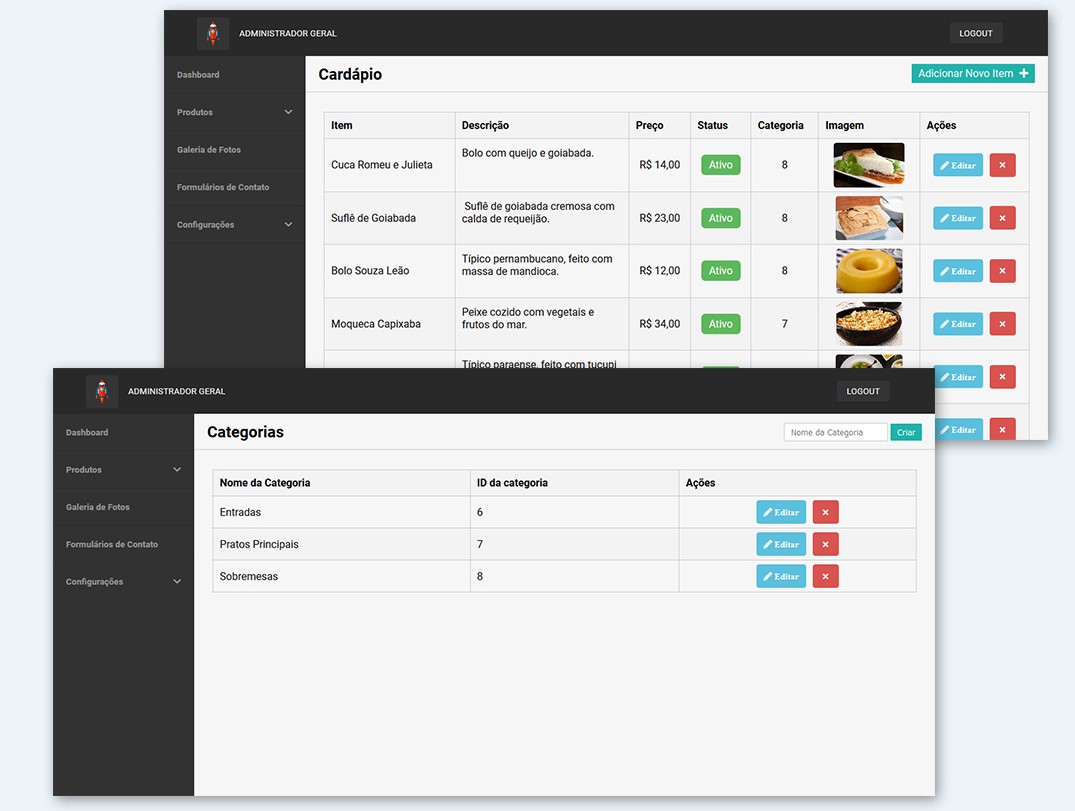 ADMINISTRADOR GERAL
LOGOUT
Dashboard
Produtos
Galeria de Fotos
Formulários de Contato
Configurações
Cardápio
Adicionar Novo Item
Item Descrição Preço Status Categoria Imagem Ações
Cuca Romeu e Julieta Bolo com queijo e goiabada. R$ 14,00 Ativo 8 Editar
Suflê de Goiabada Suflê de goiabada cremosa com
calda de requeijão. R$ 23,00 Ativo 8 Editar
Bolo Souza Leão Típico pernambucano, feito com
massa de mandioca. R$ 12,00 Ativo 8 Editar
Moqueca Capixaba Peixe cozido com vegetais e
frutos do mar. R$ 34,00 Ativo 7 Editar
Típico paraense, feito com tucupi
Editar
Editar
ADMINISTRADOR GERAL
LOGOUT
Dashboard
Produtos
Galeria de Fotos
Formulários de Contato
Configurações
Categorias
Nome da Categoria
Criar
Nome da Categoria ID da categoria Ações
Entradas 6 Editar
Pratos Principais 7 Editar
Sobremesas 8 Editar